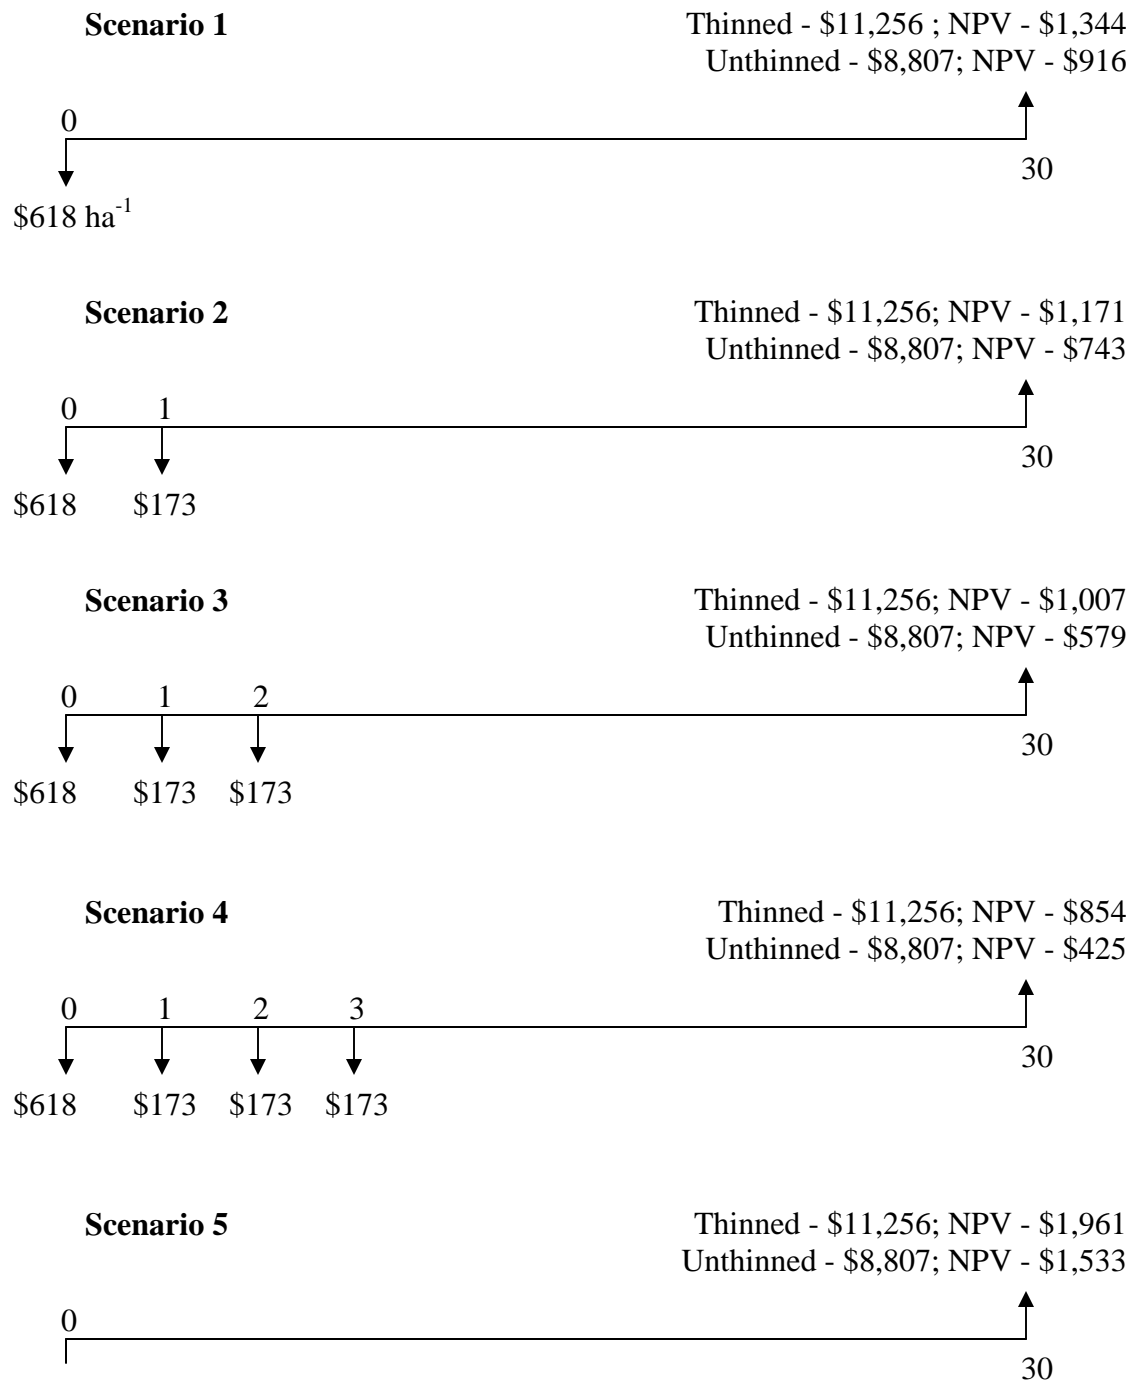 Scenario 1
Thinned - $11,256 ; NPV - $1,344
Unthinned - $8,807; NPV - $916
0
30
$618 ha-1
Scenario 2
Thinned - $11,256; NPV - $1,171
Unthinned - $8,807; NPV - $743
0 1
30
$618 $173
Scenario 3
Thinned - $11,256; NPV - $1,007
Unthinned - $8,807; NPV - $579
0 1 2
30
$618 $173 $173
Scenario 4
Thinned - $11,256; NPV - $854
Unthinned - $8,807; NPV - $425
0 1 2 3
30
$618 $173 $173 $173
Scenario 5
Thinned - $11,256; NPV - $1,961
Unthinned - $8,807; NPV - $1,533
0
30